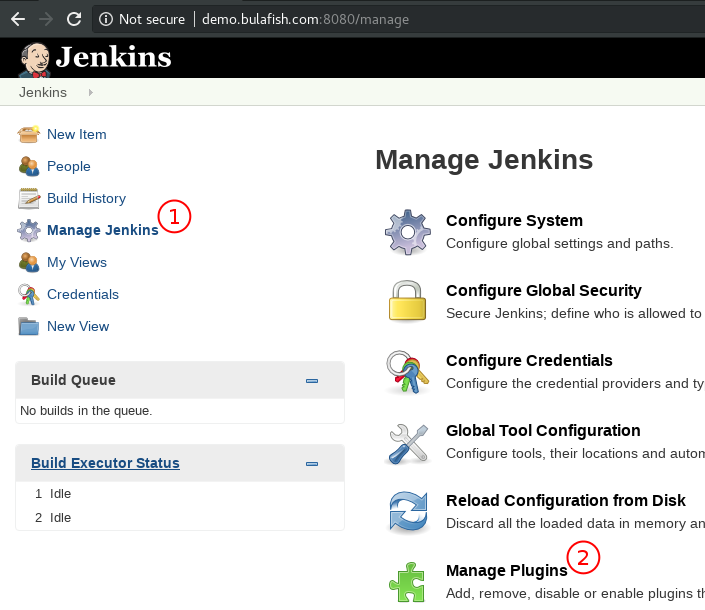 Not secure demo.bulafish.com:8080/manage
Jenkins
Jenkins
New Item
People
Build History
Manage Jenkins 1
My Views
Credentials
New View
Build Queue
No builds in the queue.
Build Executor Status
1 Idle
2 Idle
Manage Jenkins
Configure System
Configure global settings and paths.
Configure Global Security
Secure Jenkins; define who is allowed to
Configure Credentials
Configure the credential providers and ty
Global Tool Configuration
Configure tools, their locations and autom
Reload Configuration from Disk
Discard all the loaded data in memory an
Manage Plugins 2
Add, remove, disable or enable plugins th